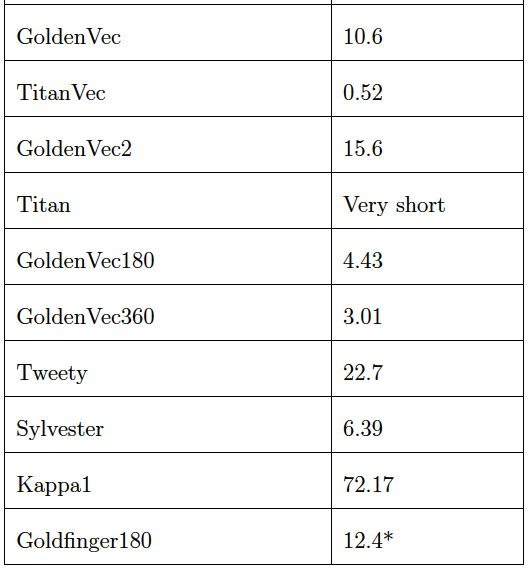 GoldenVec 10.6
TitanVec 0.52
GoldenVec2 15.6
Titan Very short
GoldenVec180 4.43
GoldenVec360 3.01
Tweety 22.7
Sylvester 6.39
Kappa1 72.17
Goldfinger180 12.4*